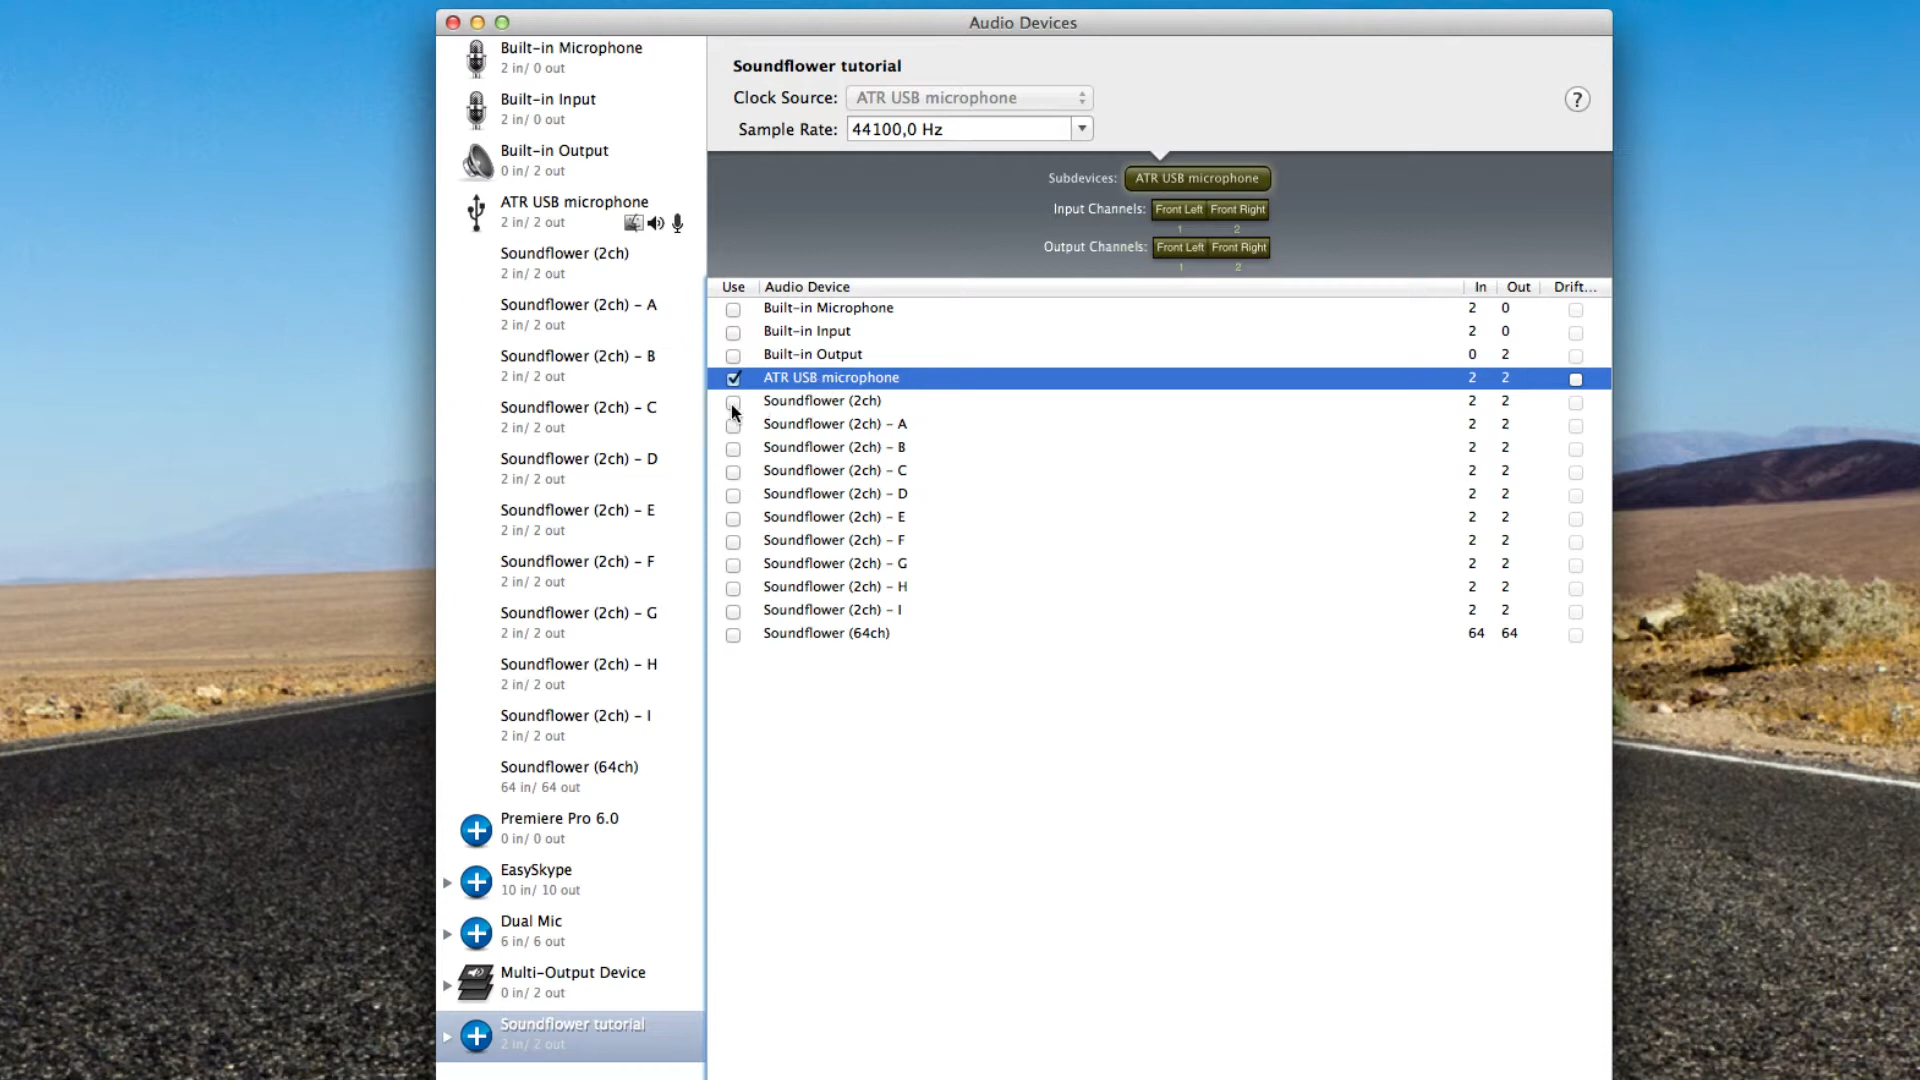 Audio Devices
Built-in Microphone
2 in/ 0 out
Built-in Input
2 in/ 0 out
Built-in Output
0 in/ 2 out
ATR USB microphone
2 in/ 2 out
Soundflower (2ch)
2 in/ 2 out
Soundflower (2ch) – A
2 in/ 2 out
Soundflower (2ch) – B
2 in/ 2 out
Soundflower (2ch) – C
2 in/ 2 out
Soundflower (2ch) – D
2 in/ 2 out
Soundflower (2ch) – E
2 in/ 2 out
Soundflower (2ch) – F
2 in/ 2 out
Soundflower (2ch) – G
2 in/ 2 out
Soundflower (2ch) – H
2 in/ 2 out
Soundflower (2ch) – I
2 in/ 2 out
Soundflower (64ch)
64 in/ 64 out
Premiere Pro 6.0
0 in/ 0 out
EasySkype
10 in/ 10 out
Dual Mic
6 in/ 6 out
Multi-Output Device
0 in/ 2 out
Soundflower tutorial
2 in/ 2 out
Soundflower tutorial
Clock Source: ATR USB microphone
?
Sample Rate: 44100,0 Hz
Subdevices: ATR USB microphone
Input Channels: Front Left Front Right
1 2
Output Channels: Front Left Front Right
1 2
Use Audio Device In Out Drift...
Built-in Microphone 2 0
Built-in Input 2 0
Built-in Output 0 2
ATR USB microphone 2 2
Soundflower (2ch) 2 2
Soundflower (2ch) – A 2 2
Soundflower (2ch) – B 2 2
Soundflower (2ch) – C 2 2
Soundflower (2ch) – D 2 2
Soundflower (2ch) – E 2 2
Soundflower (2ch) – F 2 2
Soundflower (2ch) – G 2 2
Soundflower (2ch) – H 2 2
Soundflower (2ch) – I 2 2
Soundflower (64ch) 64 64